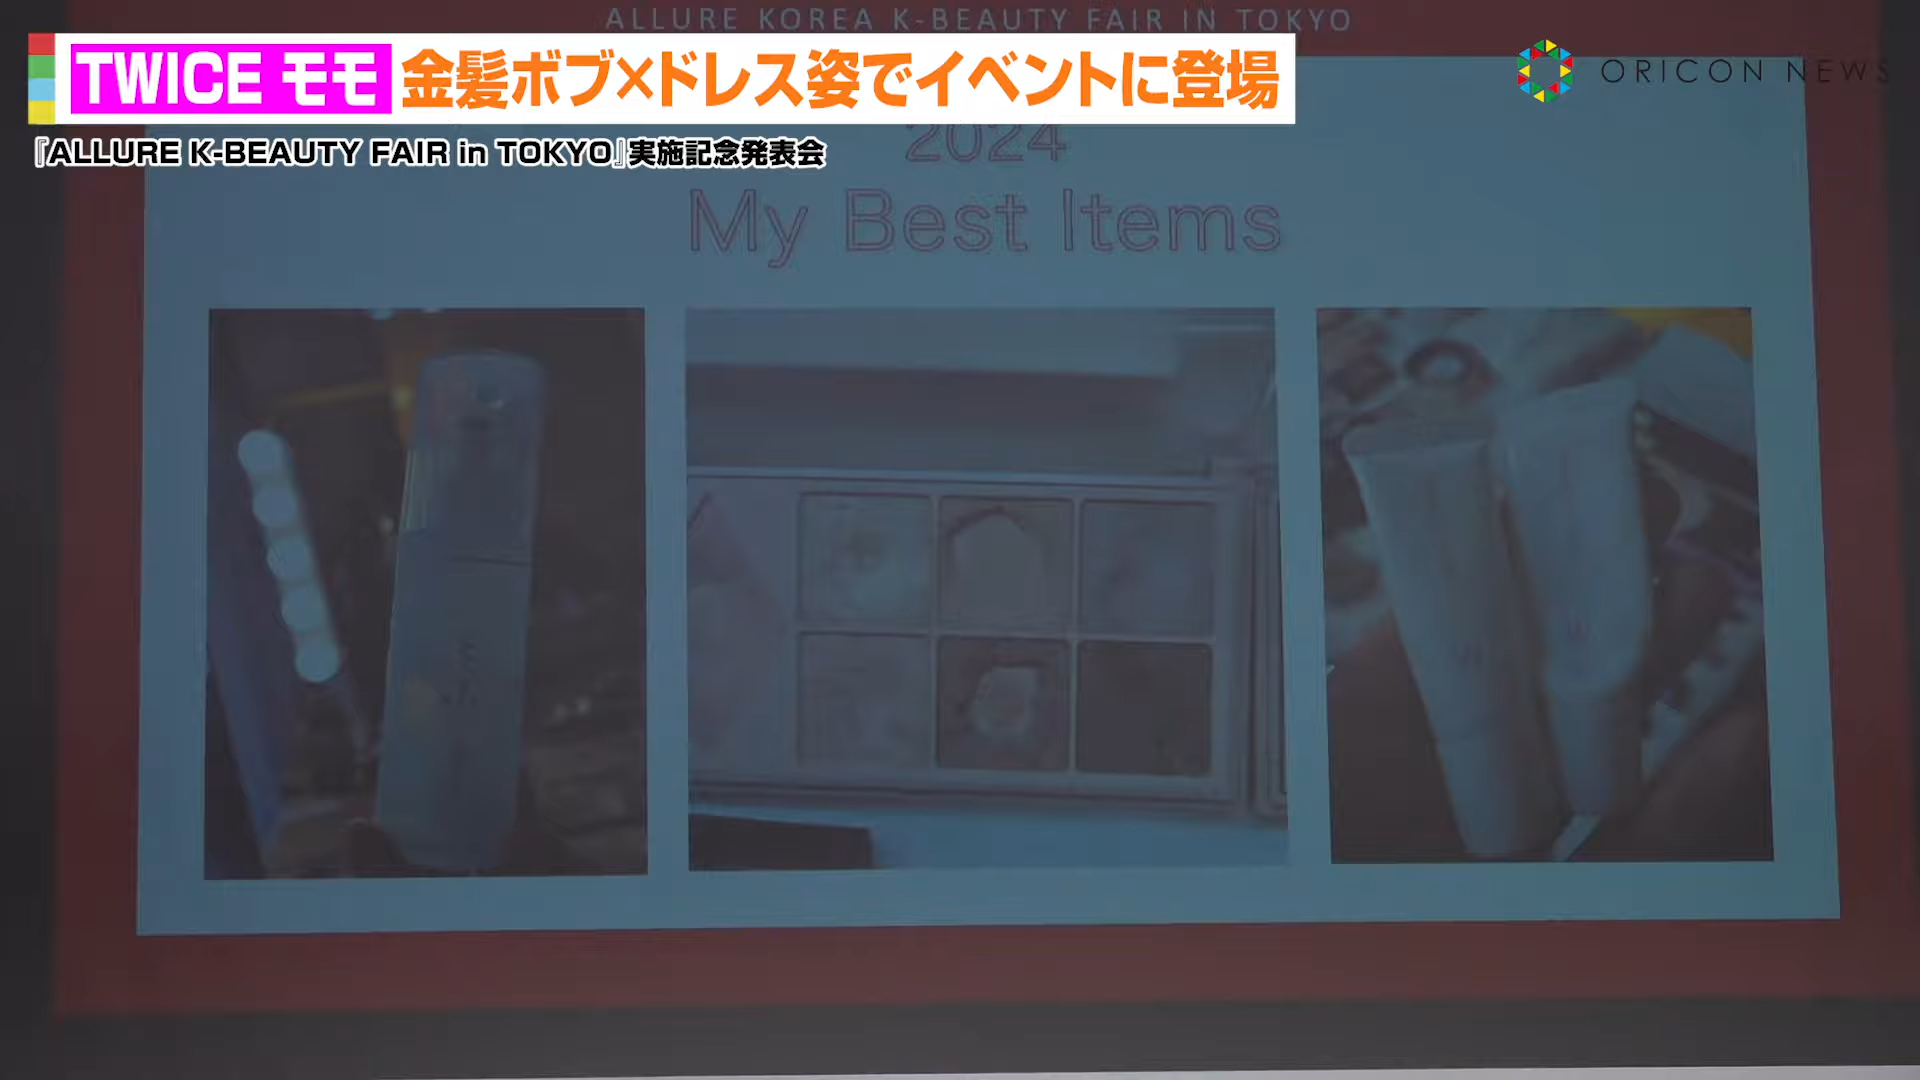 ALLURE KOREA K-BEAUTY FAIR IN TOKYO
TWICE モモ 金髪ボブ×ドレス姿でイベントに登場
ORICON NEWS
『ALLURE K-BEAUTY FAIR in TOKYO』実施記念発表会
2024
My Best Items